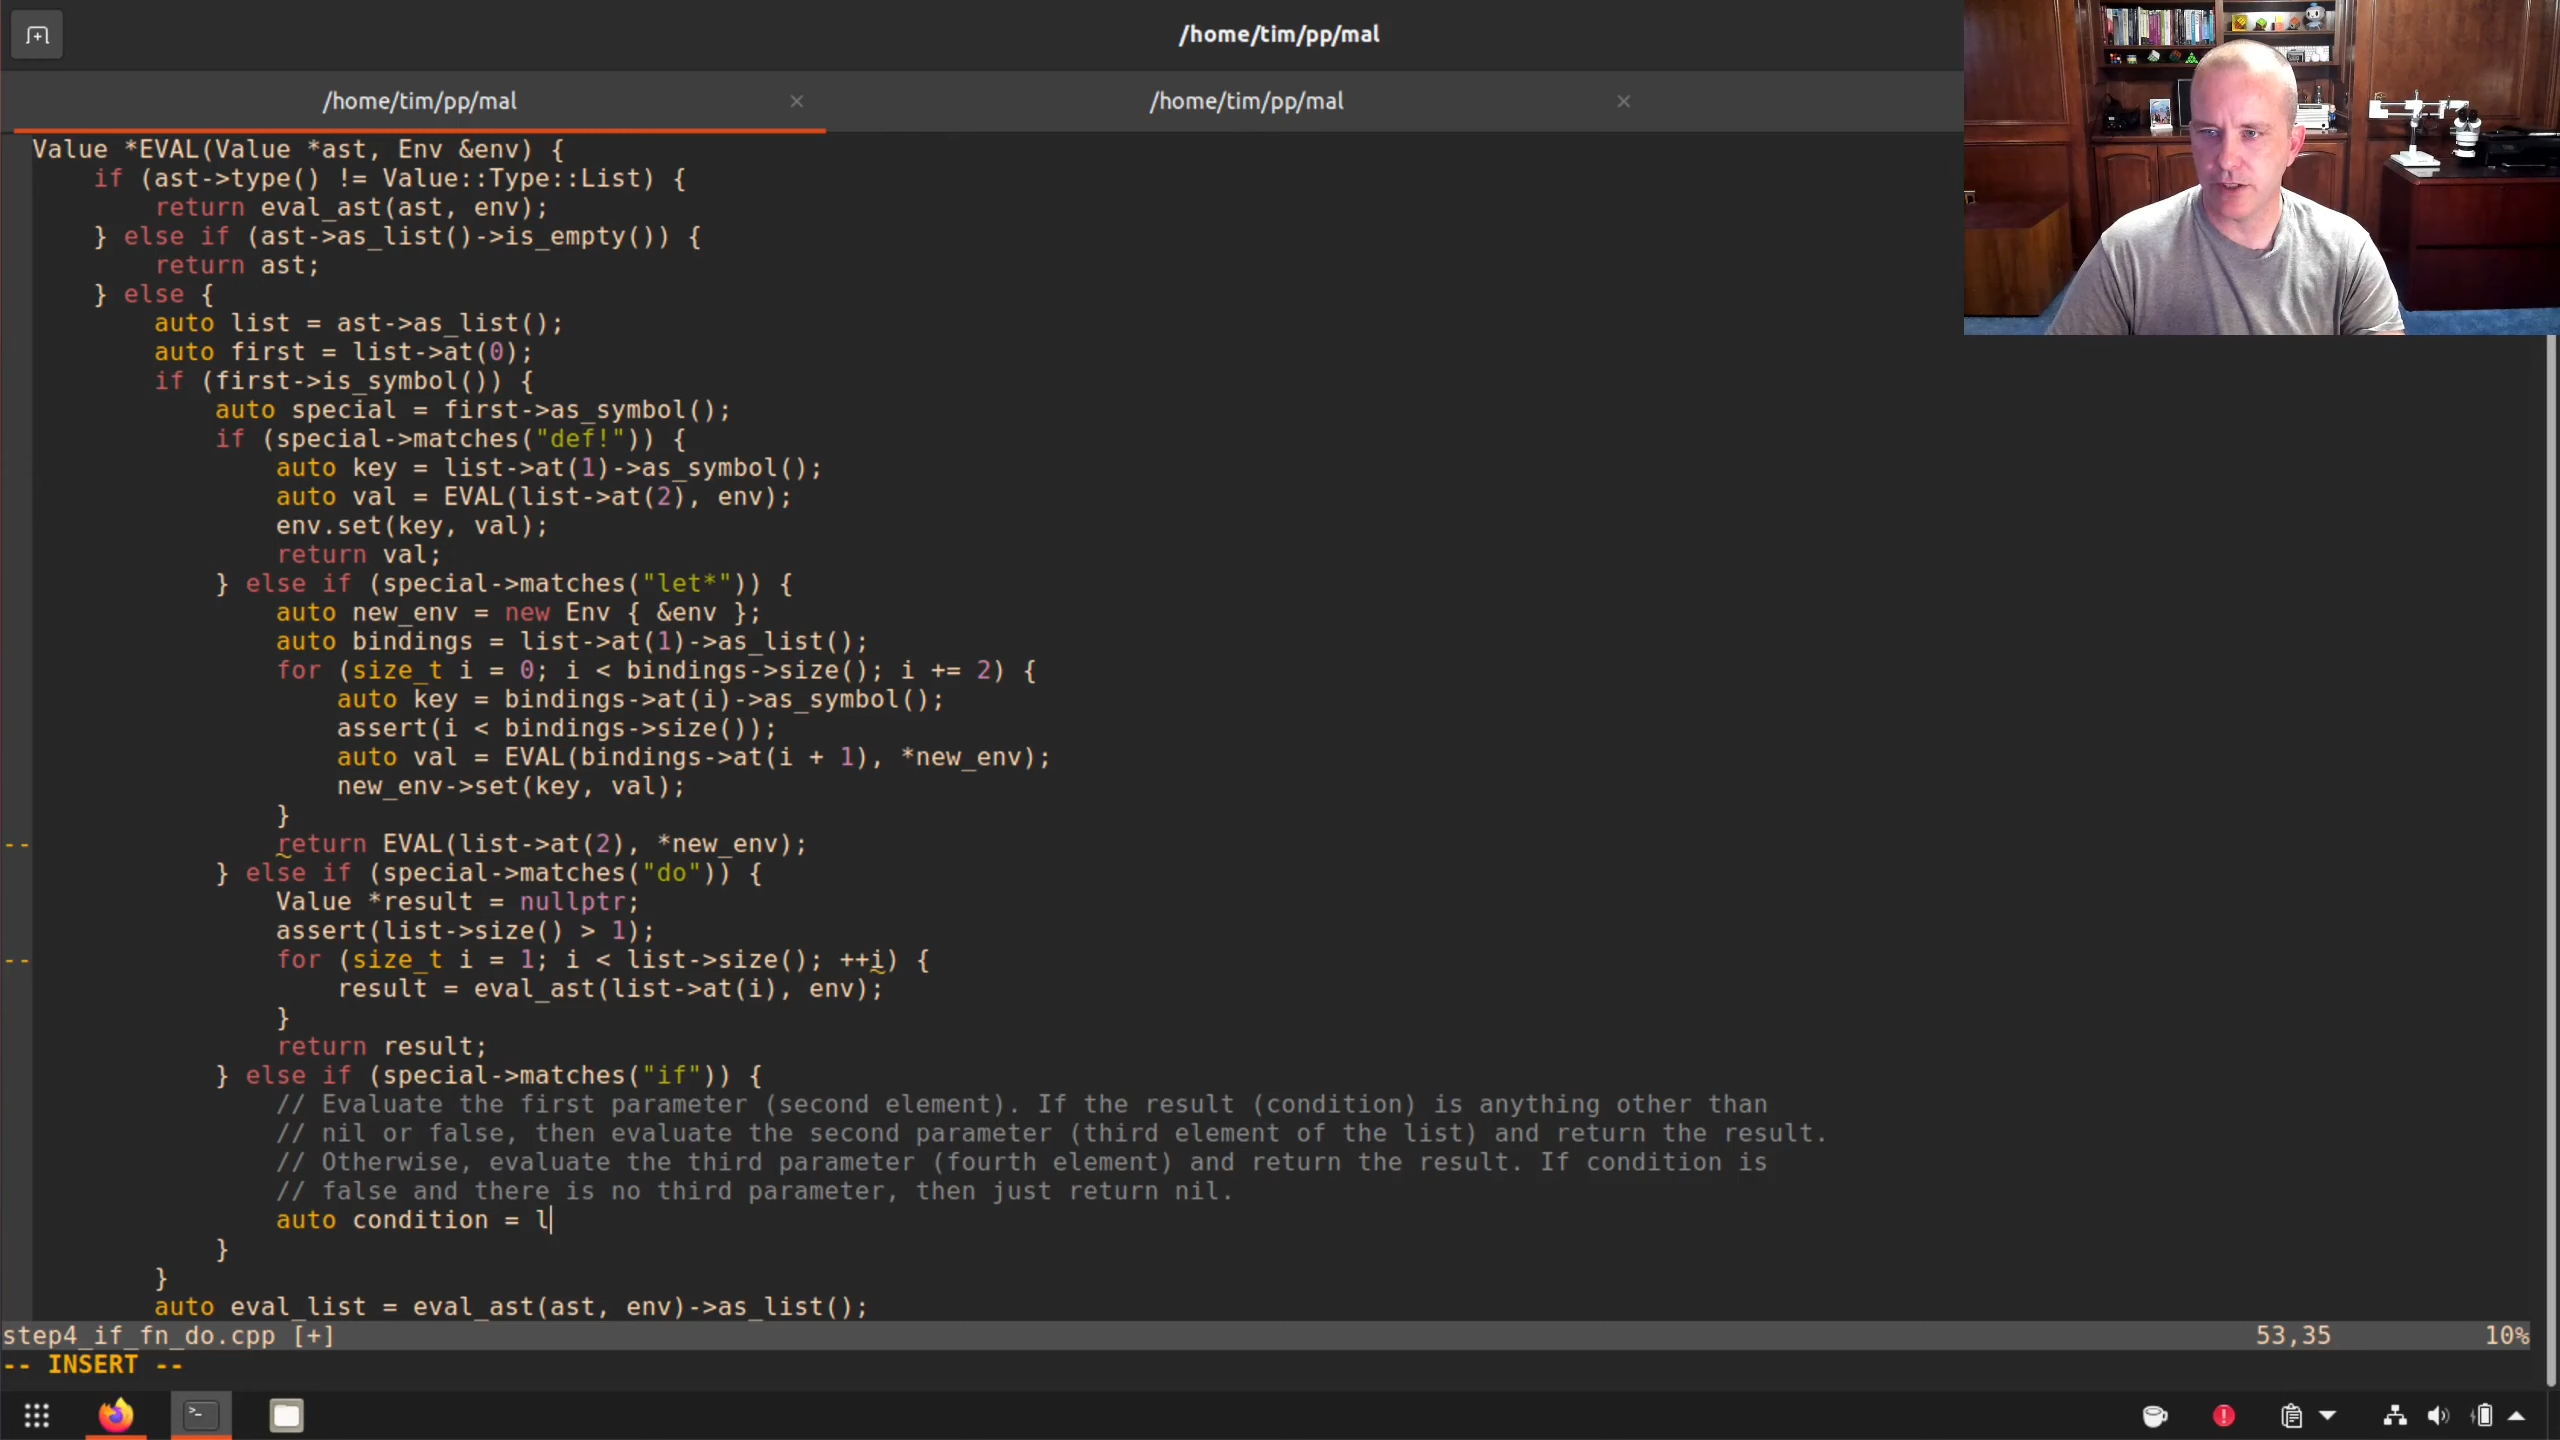 /home/tim/pp/mal
/home/tim/pp/mal ×
/home/tim/pp/mal ×
Value *EVAL(Value *ast, Env &env) {
    if (ast->type() != Value::Type::List) {
        return eval_ast(ast, env);
    } else if (ast->as_list()->is_empty()) {
        return ast;
    } else {
        auto list = ast->as_list();
        auto first = list->at(0);
        if (first->is_symbol()) {
            auto special = first->as_symbol();
            if (special->matches("def!")) {
                auto key = list->at(1)->as_symbol();
                auto val = EVAL(list->at(2), env);
                env.set(key, val);
                return val;
            } else if (special->matches("let*")) {
                auto new_env = new Env { &env };
                auto bindings = list->at(1)->as_list();
                for (size_t i = 0; i < bindings->size(); i += 2) {
                    auto key = bindings->at(i)->as_symbol();
                    assert(i < bindings->size());
                    auto val = EVAL(bindings->at(i + 1), *new_env);
                    new_env->set(key, val);
                }
--              return EVAL(list->at(2), *new_env);
            } else if (special->matches("do")) {
                Value *result = nullptr;
                assert(list->size() > 1);
--              for (size_t i = 1; i < list->size(); ++i) {
                    result = eval_ast(list->at(i), env);
                }
                return result;
            } else if (special->matches("if")) {
                // Evaluate the first parameter (second element). If the result (condition) is anything other than
                // nil or false, then evaluate the second parameter (third element of the list) and return the result.
                // Otherwise, evaluate the third parameter (fourth element) and return the result. If condition is
                // false and there is no third parameter, then just return nil.
                auto condition = l
            }
        }
        auto eval_list = eval_ast(ast, env)->as_list();
step4_if_fn_do.cpp [+] 53,35 10%
-- INSERT --